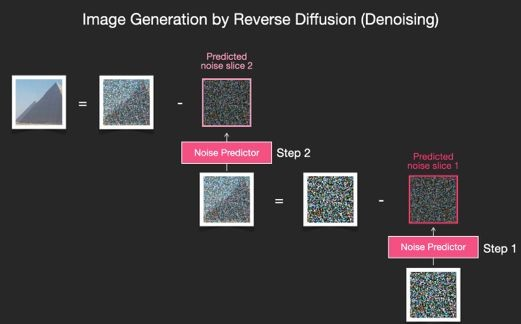 Image Generation by Reverse Diffusion (Denoising)
Predicted
noise slice 2
=
-
Noise Predictor
Step 2
Predicted
noise slice 1
=
-
Noise Predictor
Step 1